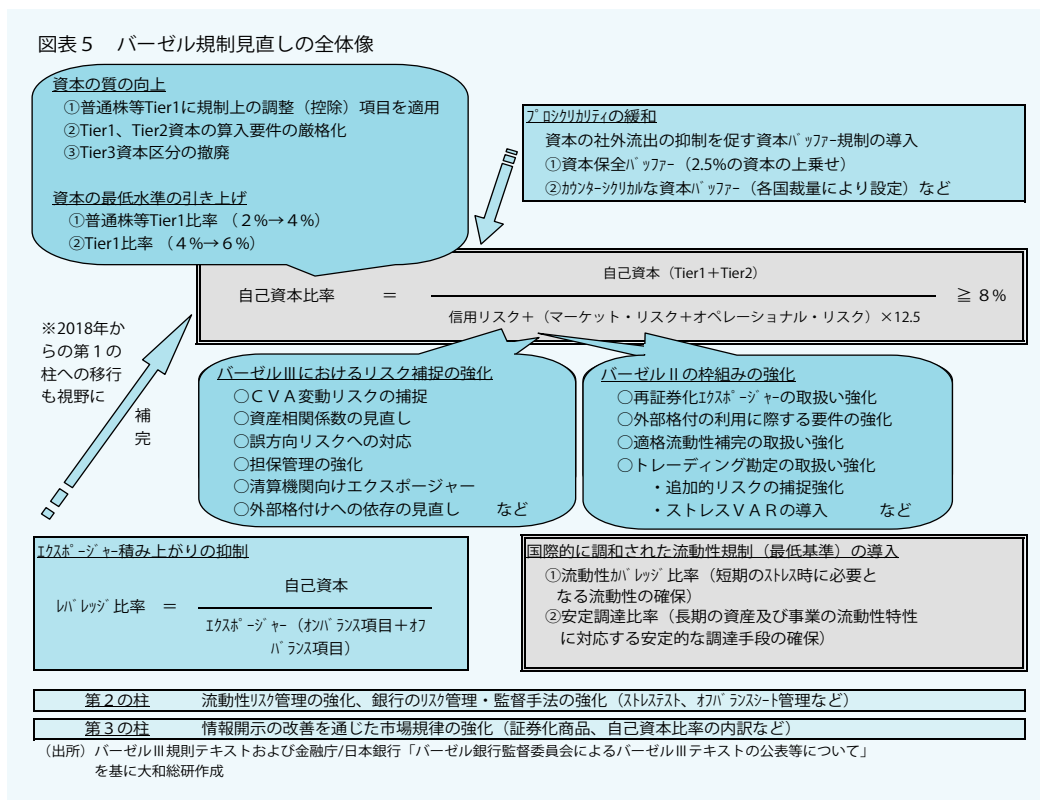 図表5 バーゼル規制見直しの全体像
資本の質の向上
①普通株等Tier1に規制上の調整（控除）項目を適用
②Tier1、Tier2資本の算入要件の厳格化
③Tier3資本区分の撤廃
資本の最低水準の引き上げ
①普通株等Tier1比率 （２%→４%）
②Tier1比率 （４%→６%）
ﾌﾟﾛｼｸﾘｶﾘﾃｨの緩和
資本の社外流出の抑制を促す資本ﾊﾞｯﾌｧｰ規制の導入
①資本保全ﾊﾞｯﾌｧｰ（2.5%の資本の上乗せ）
②ｶｳﾝﾀｰｼｸﾘｶﾙな資本ﾊﾞｯﾌｧｰ（各国裁量により設定）など
自己資本（Tier1＋Tier2）
自己資本比率 ＝ ≧ 8％
信用リスク＋（マーケット・リスク＋オペレーショナル・リスク）×12.5
※2018年か
らの第１の
柱への移行
も視野に
補
完
バーゼルⅢにおけるリスク補捉の強化
○ＣＶＡ変動リスクの捕捉
○資産相関係数の見直し
○誤方向リスクへの対応
○担保管理の強化
○清算機関向けエクスポージャー
○外部格付けへの依存の見直し など
バーゼルⅡの枠組みの強化
○再証券化ｴｸｽﾎﾟｰｼﾞｬｰの取扱い強化
○外部格付の利用に際する要件の強化
○適格流動性補完の取扱い強化
○トレーディング勘定の取扱い強化
・追加的リスクの捕捉強化
・ストレスＶＡＲの導入 など
ｴｸｽﾎﾟｰｼﾞｬｰ積み上がりの抑制
自己資本
ﾚﾊﾞﾚｯｼﾞ比率 ＝
ｴｸｽﾎﾟｰｼﾞｬｰ（ｵﾝﾊﾞﾗﾝｽ項目＋ｵﾌ
ﾊﾞﾗﾝｽ項目）
国際的に調和された流動性規制（最低基準）の導入
①流動性ｶﾊﾞﾚｯｼﾞ比率（短期のｽﾄﾚｽ時に必要と
なる流動性の確保）
②安定調達比率（長期の資産及び事業の流動性特性
に対応する安定的な調達手段の確保）
第２の柱 流動性ﾘｽｸ管理の強化、銀行のﾘｽｸ管理・監督手法の強化（ｽﾄﾚｽﾃｽﾄ、ｵﾌﾊﾞﾗﾝｽｼｰﾄ管理など）
第３の柱 情報開示の改善を通じた市場規律の強化（証券化商品、自己資本比率の内訳など）
（出所）バーゼルⅢ規則テキストおよび金融庁/日本銀行「バーゼル銀行監督委員会によるバーゼルⅢテキストの公表等について」
を基に大和総研作成